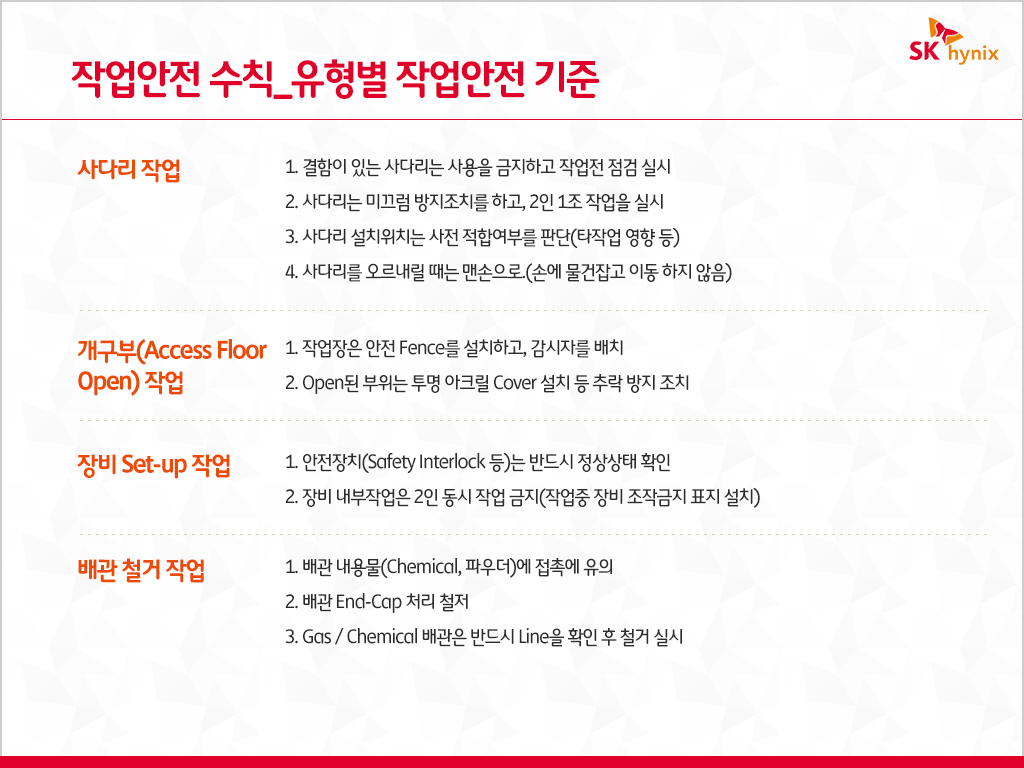 SK hynix
작업안전 수칙_유형별 작업안전 기준
사다리 작업
1. 결함이 있는 사다리는 사용을 금지하고 작업전 점검 실시
2. 사다리는 미끄럼 방지조치를 하고, 2인 1조 작업을 실시
3. 사다리 설치위치는 사전 적합여부를 판단(타작업 영향 등)
4. 사다리를 오르내릴 때는 맨손으로.(손에 물건잡고 이동 하지 않음)
개구부(Access Floor
Open) 작업
1. 작업장은 안전 Fence를 설치하고, 감시자를 배치
2. Open된 부위는 투명 아크릴 Cover 설치 등 추락 방지 조치
장비 Set-up 작업
1. 안전장치(Safety Interlock 등)는 반드시 정상상태 확인
2. 장비 내부작업은 2인 동시 작업 금지(작업중 장비 조작금지 표지 설치)
배관 철거 작업
1. 배관 내용물(Chemical, 파우더)에 접촉에 유의
2. 배관 End-Cap 처리 철저
3. Gas / Chemical 배관은 반드시 Line을 확인 후 철거 실시